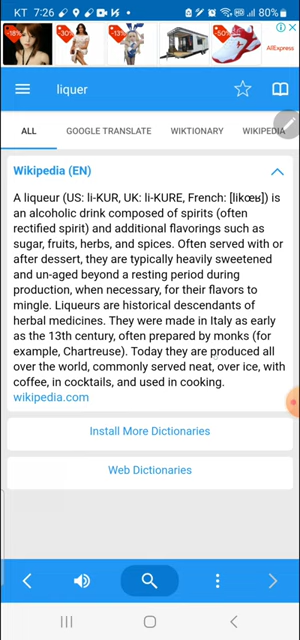 KT 7:26 80%
-18% -30% -13% -50% AliExpress
liquer
ALL GOOGLE TRANSLATE WIKTIONARY WIKIPEDIA
Wikipedia (EN)
A liqueur (US: li-KUR, UK: li-KURE, French: [likœʁ]) is
an alcoholic drink composed of spirits (often
rectified spirit) and additional flavorings such as
sugar, fruits, herbs, and spices. Often served with or
after dessert, they are typically heavily sweetened
and un-aged beyond a resting period during
production, when necessary, for their flavors to
mingle. Liqueurs are historical descendants of
herbal medicines. They were made in Italy as early
as the 13th century, often prepared by monks (for
example, Chartreuse). Today they are produced all
over the world, commonly served neat, over ice, with
coffee, in cocktails, and used in cooking.
wikipedia.com
Install More Dictionaries
Web Dictionaries